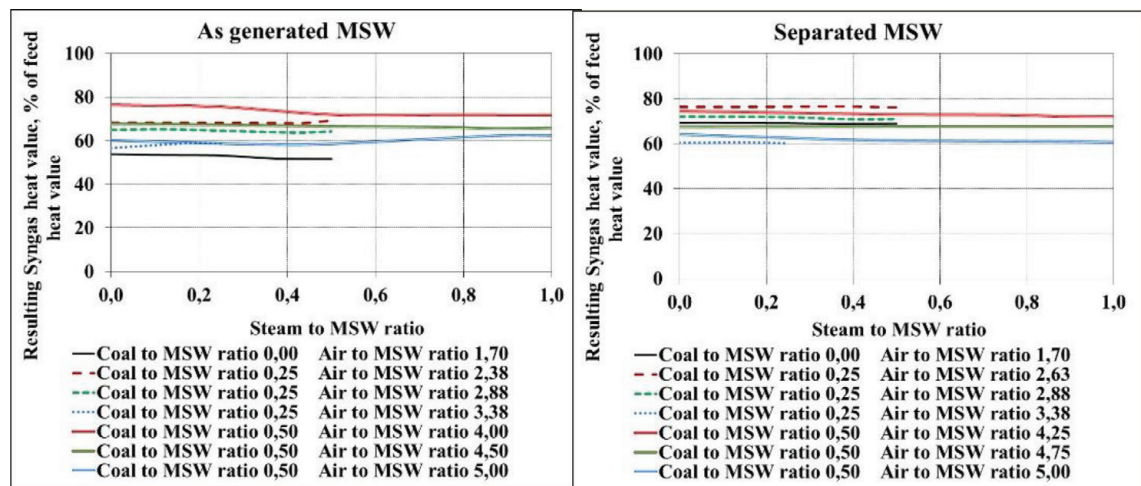 As generated MSW
Resulting Syngas heat value, % of feed
heat value
100
80
60
40
20
0
0,0 0,2 0,4 0,6 0,8 1,0
Steam to MSW ratio
Coal to MSW ratio 0,00 Air to MSW ratio 1,70
Coal to MSW ratio 0,25 Air to MSW ratio 2,38
Coal to MSW ratio 0,25 Air to MSW ratio 2,88
Coal to MSW ratio 0,25 Air to MSW ratio 3,38
Coal to MSW ratio 0,50 Air to MSW ratio 4,00
Coal to MSW ratio 0,50 Air to MSW ratio 4,50
Coal to MSW ratio 0,50 Air to MSW ratio 5,00
Separated MSW
Resulting Syngas heat value, % of feed
heat value
100
80
60
40
20
0
0,0 0,2 0,4 0,6 0,8 1,0
Steam to MSW ratio
Coal to MSW ratio 0,00 Air to MSW ratio 1,70
Coal to MSW ratio 0,25 Air to MSW ratio 2,63
Coal to MSW ratio 0,25 Air to MSW ratio 2,88
Coal to MSW ratio 0,25 Air to MSW ratio 3,38
Coal to MSW ratio 0,50 Air to MSW ratio 4,25
Coal to MSW ratio 0,50 Air to MSW ratio 4,75
Coal to MSW ratio 0,50 Air to MSW ratio 5,00